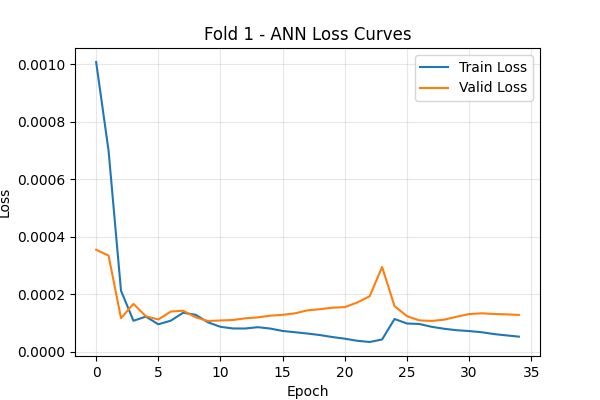 Fold 1 - ANN Loss Curves
Train Loss
Valid Loss
0.0010
0.0008
0.0006
0.0004
0.0002
0.0000
Loss
0 5 10 15 20 25 30 35
Epoch